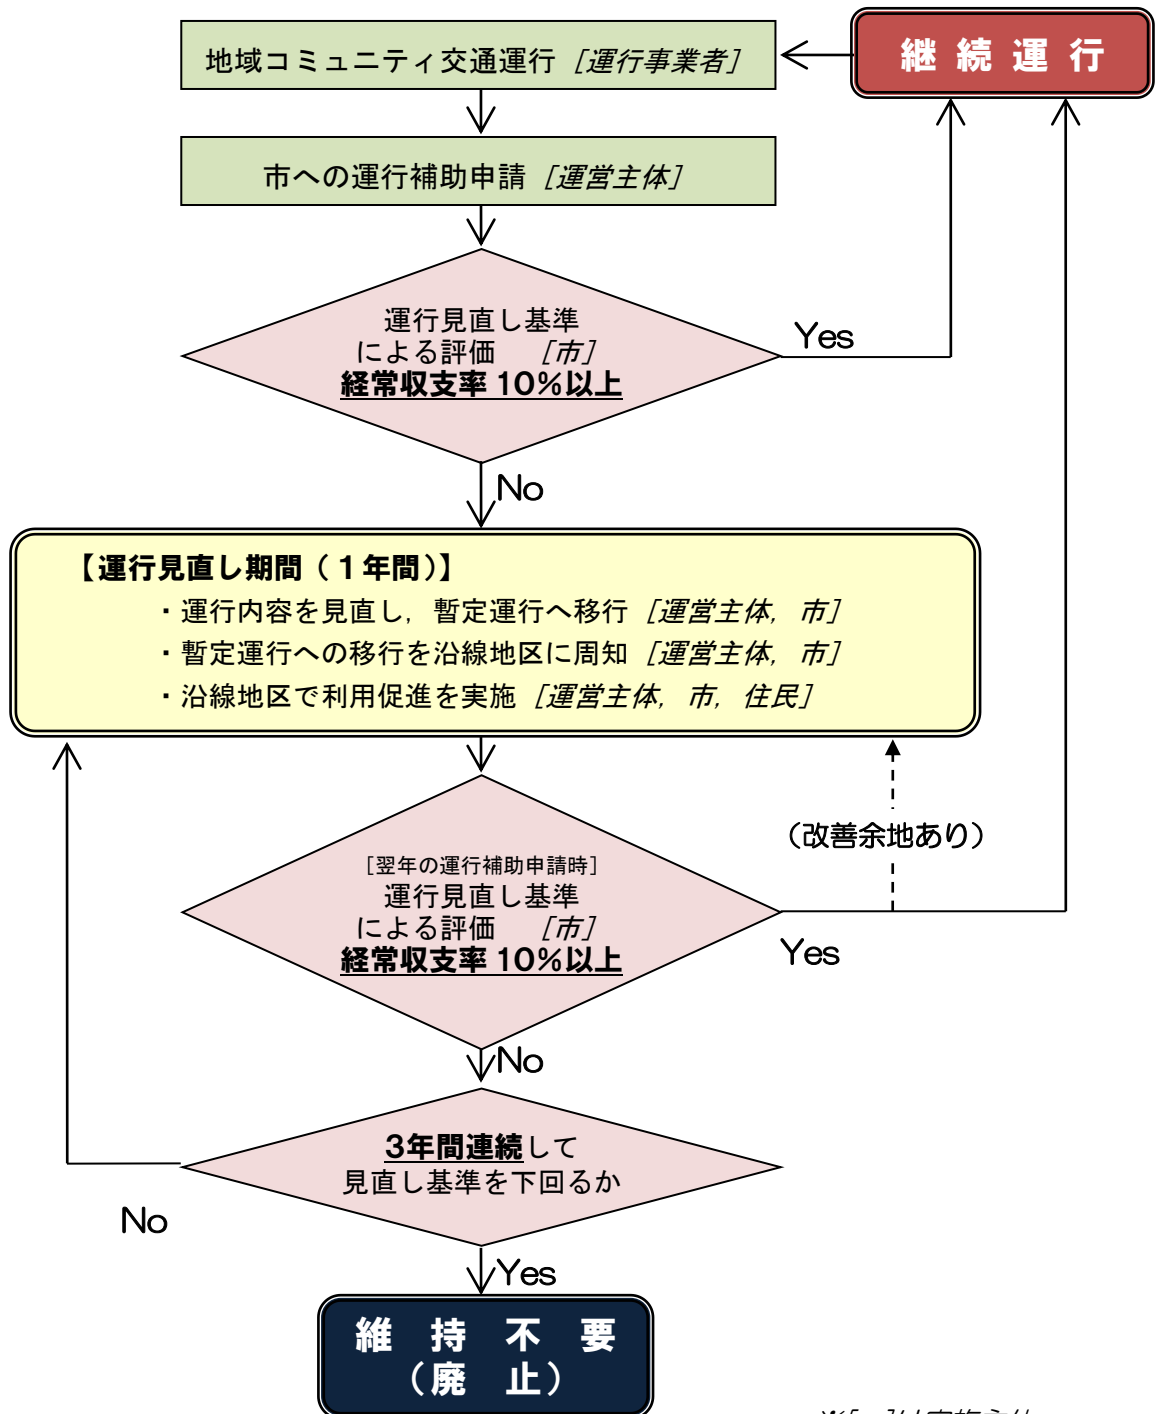 地域コミュニティ交通運行［運行事業者］
継続運行
市への運行補助申請［運営主体］
運行見直し基準
による評価　［市］
経常収支率10％以上
Yes
No
【運行見直し期間（１年間）】
・運行内容を見直し，暫定運行へ移行［運営主体，市］
・暫定運行への移行を沿線地区に周知［運営主体，市］
・沿線地区で利用促進を実施［運営主体，市，住民］
（改善余地あり）
［翌年の運行補助申請時］
運行見直し基準
による評価　［市］
経常収支率10％以上
Yes
No
3年間連続して
見直し基準を下回るか
No
Yes
維持不要
（廃止）